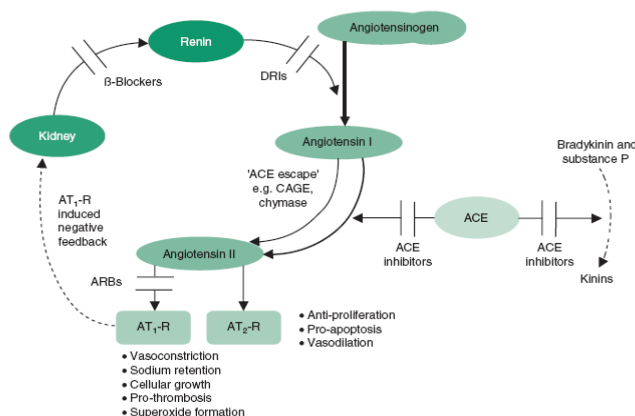 Angiotensinogen
Renin
ß-Blockers
DRIs
Kidney
Angiotensin I
Bradykinin and
substance P
'ACE escape'
e.g. CAGE,
chymase
AT₁-R
induced
negative
feedback
ACE
ACE
inhibitors
ACE
inhibitors
Angiotensin II
Kinins
ARBs
AT₁-R
AT₂-R
• Anti-proliferation
• Pro-apoptosis
• Vasodilation
• Vasoconstriction
• Sodium retention
• Cellular growth
• Pro-thrombosis
• Superoxide formation